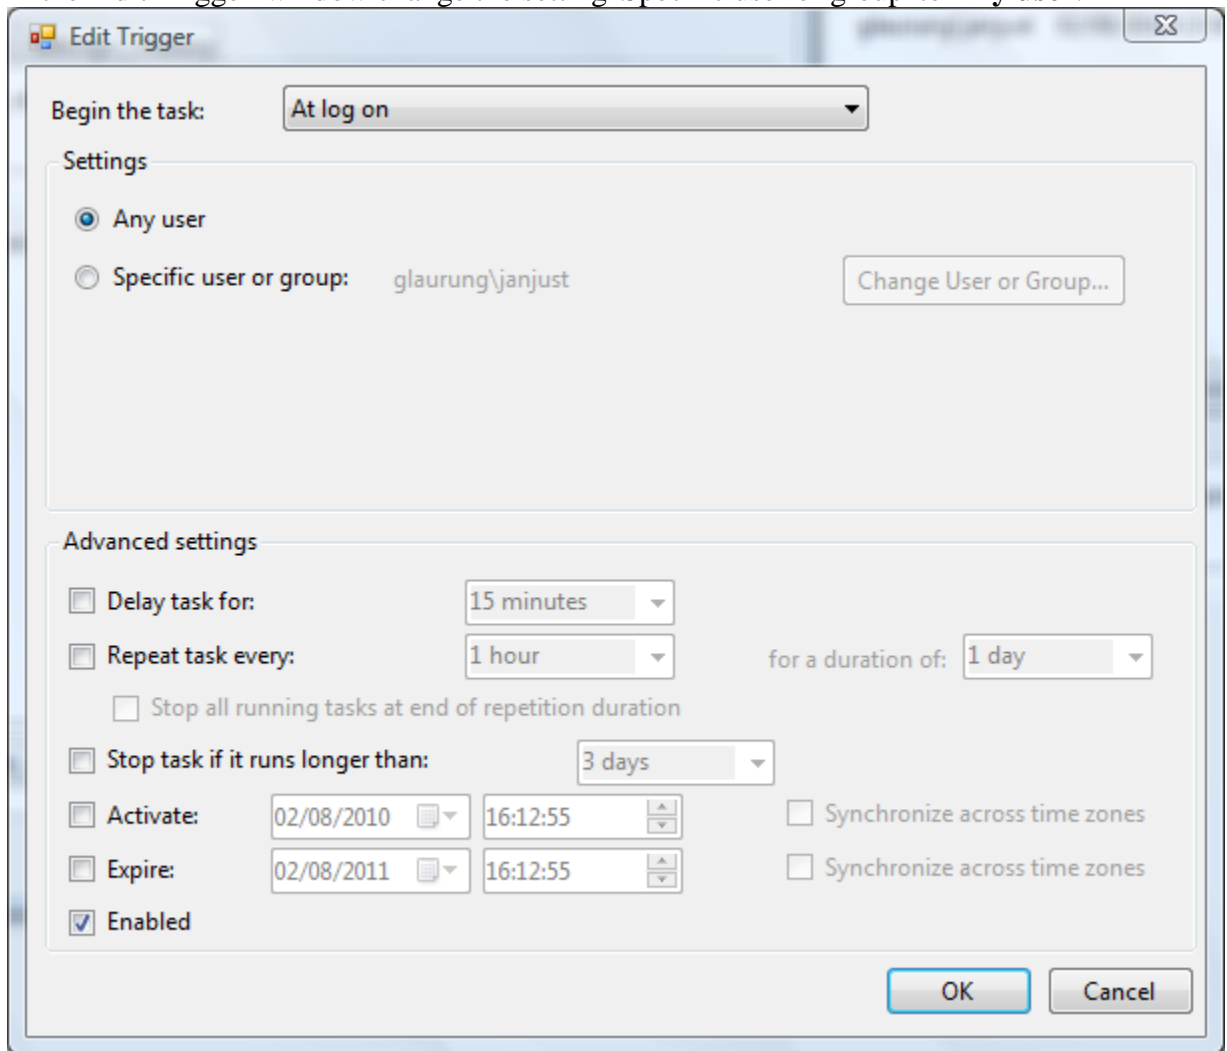 Edit Trigger
Begin the task: At log on
Settings
Any user
Specific user or group: glaurung\janjust Change User or Group...
Advanced settings
Delay task for: 15 minutes
Repeat task every: 1 hour for a duration of: 1 day
Stop all running tasks at end of repetition duration
Stop task if it runs longer than: 3 days
Activate: 02/08/2010 16:12:55 Synchronize across time zones
Expire: 02/08/2011 16:12:55 Synchronize across time zones
Enabled
OK Cancel